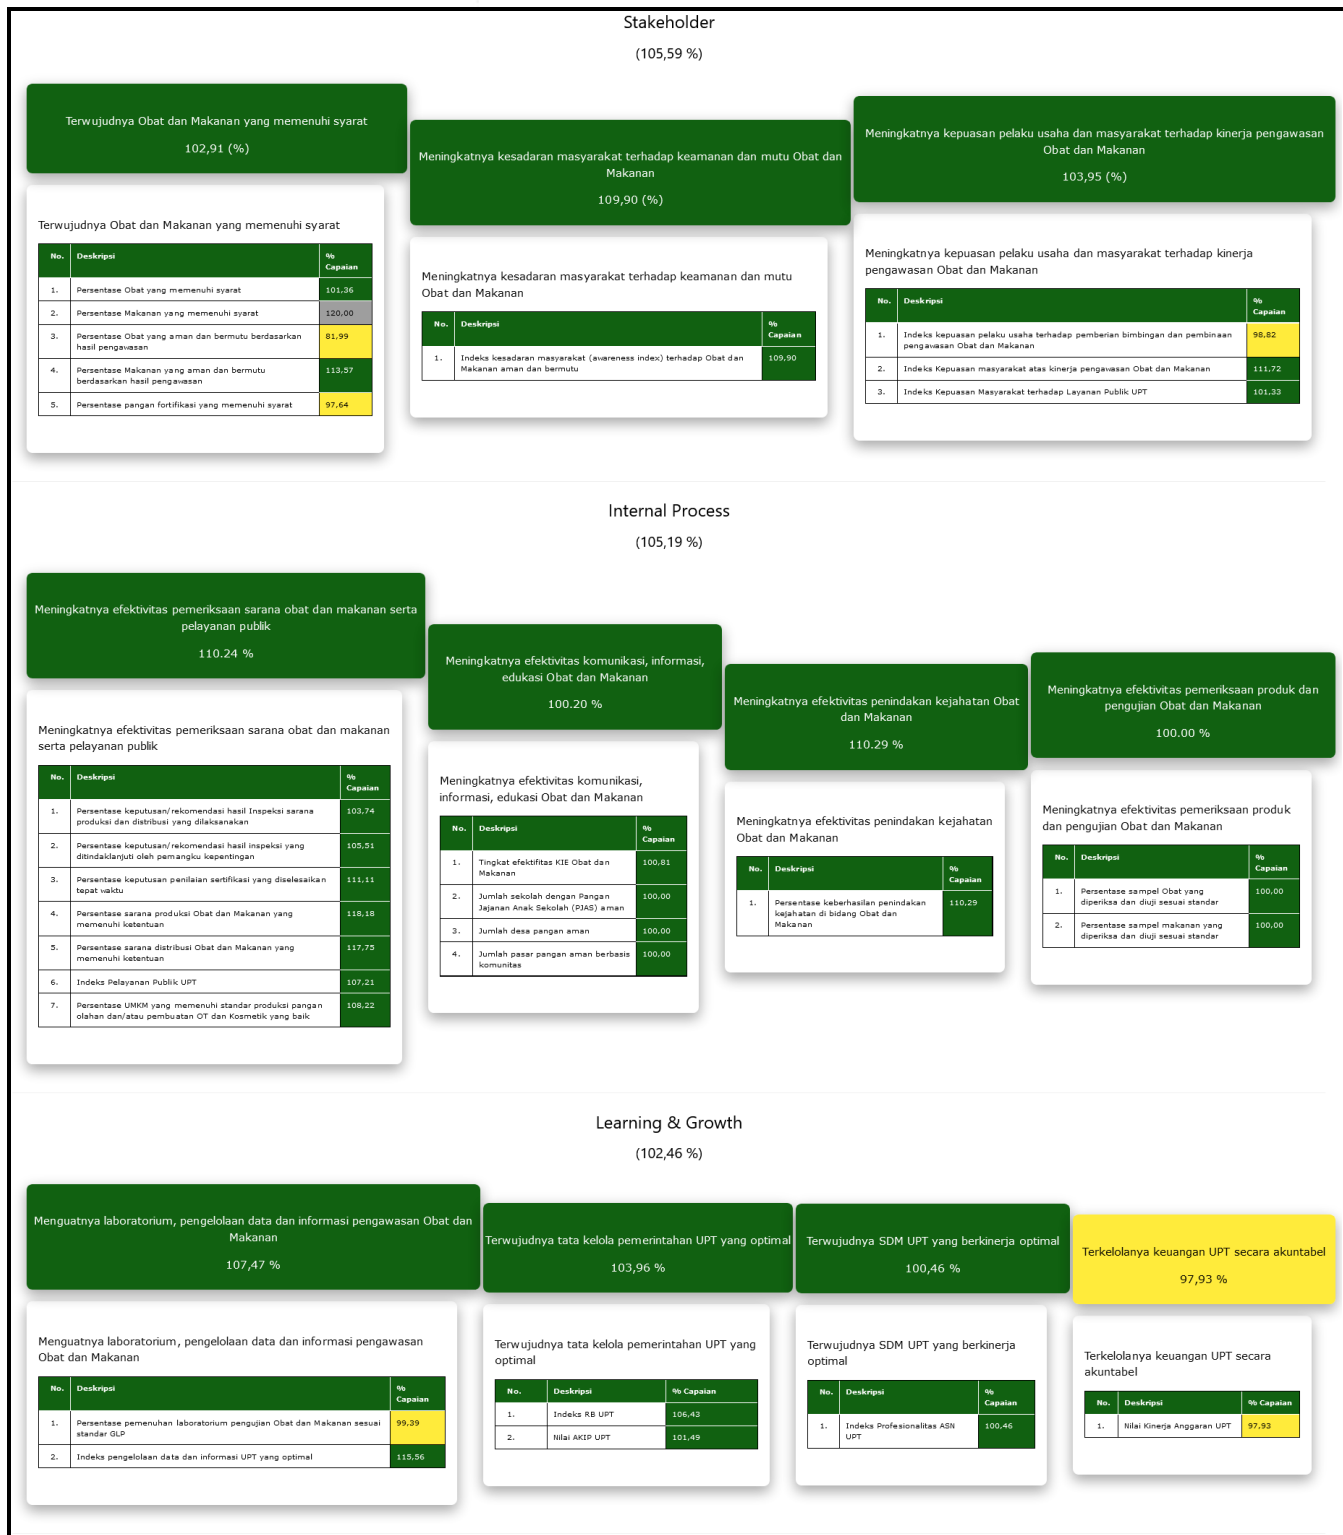 Stakeholder
(105,59 %)
Terwujudnya Obat dan Makanan yang memenuhi syarat
102,91 (%)
Terwujudnya Obat dan Makanan yang memenuhi syarat
No. Deskripsi %
Capaian
1. Persentase Obat yang memenuhi syarat 101,36
2. Persentase Makanan yang memenuhi syarat 120,00
3. Persentase Obat yang aman dan bermutu berdasarkan 81,99
hasil pengawasan
4. Persentase Makanan yang aman dan bermutu 113,57
berdasarkan hasil pengawasan
5. Persentase pangan fortifikasi yang memenuhi syarat 97,64
Meningkatnya kesadaran masyarakat terhadap keamanan dan mutu Obat dan
Makanan
109,90 (%)
Meningkatnya kesadaran masyarakat terhadap keamanan dan mutu
Obat dan Makanan
No. Deskripsi %
Capaian
1. Indeks kesadaran masyarakat (awareness index) terhadap Obat dan 109,90
Makanan aman dan bermutu
Meningkatnya kepuasan pelaku usaha dan masyarakat terhadap kinerja pengawasan
Obat dan Makanan
103,95 (%)
Meningkatnya kepuasan pelaku usaha dan masyarakat terhadap kinerja
pengawasan Obat dan Makanan
No. Deskripsi %
Capaian
1. Indeks kepuasan pelaku usaha terhadap pemberian bimbingan dan pembinaan 98,82
pengawasan Obat dan Makanan
2. Indeks Kepuasan masyarakat atas kinerja pengawasan Obat dan Makanan 111,72
3. Indeks Kepuasan Masyarakat terhadap Layanan Publik UPT 101,33
Internal Process
(105,19 %)
Meningkatnya efektivitas pemeriksaan sarana obat dan makanan serta
pelayanan publik
110.24 %
Meningkatnya efektivitas pemeriksaan sarana obat dan makanan
serta pelayanan publik
No. Deskripsi %
Capaian
1. Persentase keputusan/rekomendasi hasil Inspeksi sarana 103,74
produksi dan distribusi yang dilaksanakan
2. Persentase keputusan/rekomendasi hasil inspeksi yang 105,51
ditindaklanjuti oleh pemangku kepentingan
3. Persentase keputusan penilaian sertifikasi yang diselesaikan 111,11
tepat waktu
4. Persentase sarana produksi Obat dan Makanan yang 118,18
memenuhi ketentuan
5. Persentase sarana distribusi Obat dan Makanan yang 117,75
memenuhi ketentuan
6. Indeks Pelayanan Publik UPT 107,21
7. Persentase UMKM yang memenuhi standar produksi pangan 108,22
olahan dan/atau pembuatan OT dan Kosmetik yang baik
Meningkatnya efektivitas komunikasi, informasi,
edukasi Obat dan Makanan
100.20 %
Meningkatnya efektivitas komunikasi,
informasi, edukasi Obat dan Makanan
No. Deskripsi %
Capaian
1. Tingkat efektifitas KIE Obat dan 100,81
Makanan
2. Jumlah sekolah dengan Pangan 100,00
Jajanan Anak Sekolah (PJAS) aman
3. Jumlah desa pangan aman 100,00
4. Jumlah pasar pangan aman berbasis 100,00
komunitas
Meningkatnya efektivitas penindakan kejahatan Obat
dan Makanan
110.29 %
Meningkatnya efektivitas penindakan kejahatan
Obat dan Makanan
No. Deskripsi %
Capaian
1. Persentase keberhasilan penindakan 110,29
kejahatan di bidang Obat dan
Makanan
Meningkatnya efektivitas pemeriksaan produk dan
pengujian Obat dan Makanan
100.00 %
Meningkatnya efektivitas pemeriksaan produk
dan pengujian Obat dan Makanan
No. Deskripsi %
Capaian
1. Persentase sampel Obat yang 100,00
diperiksa dan diuji sesuai standar
2. Persentase sampel makanan yang 100,00
diperiksa dan diuji sesuai standar
Learning & Growth
(102,46 %)
Menguatnya laboratorium, pengelolaan data dan informasi pengawasan Obat dan
Makanan
107,47 %
Menguatnya laboratorium, pengelolaan data dan informasi pengawasan
Obat dan Makanan
No. Deskripsi %
Capaian
1. Persentase pemenuhan laboratorium pengujian Obat dan Makanan sesuai 99,39
standar GLP
2. Indeks pengelolaan data dan informasi UPT yang optimal 115,56
Terwujudnya tata kelola pemerintahan UPT yang optimal
103,96 %
Terwujudnya tata kelola pemerintahan UPT yang
optimal
No. Deskripsi % Capaian
1. Indeks RB UPT 106,43
2. Nilai AKIP UPT 101,49
Terwujudnya SDM UPT yang berkinerja optimal
100,46 %
Terwujudnya SDM UPT yang berkinerja
optimal
No. Deskripsi %
Capaian
1. Indeks Profesionalitas ASN 100,46
UPT
Terkelolanya keuangan UPT secara akuntabel
97,93 %
Terkelolanya keuangan UPT secara
akuntabel
No. Deskripsi % Capaian
1. Nilai Kinerja Anggaran UPT 97,93